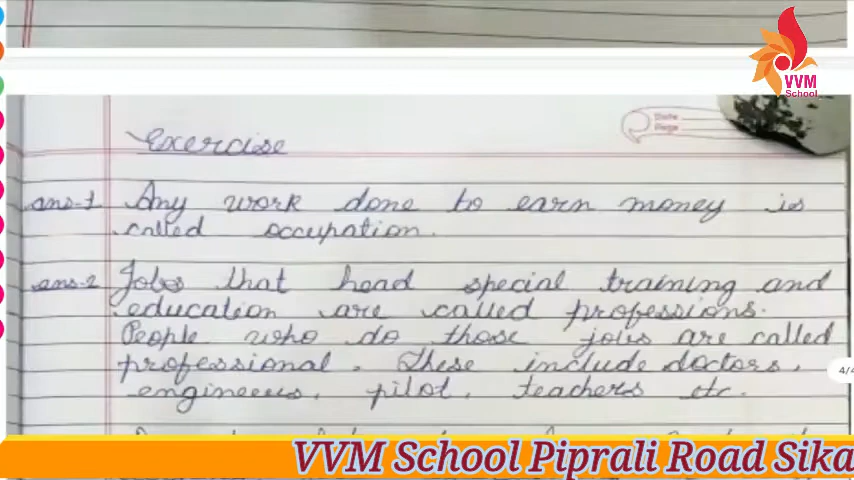 VVM
School
Date
Page
Exercise
ans-1 Any work done to earn money is
called occupation.
ans-2 Jobs that head special training and
education are called professions.
People who do those jobs are called
professional. These include doctors,
engineeus, pilot, teachers etc.
4/4
VVM School Piprali Road Sika